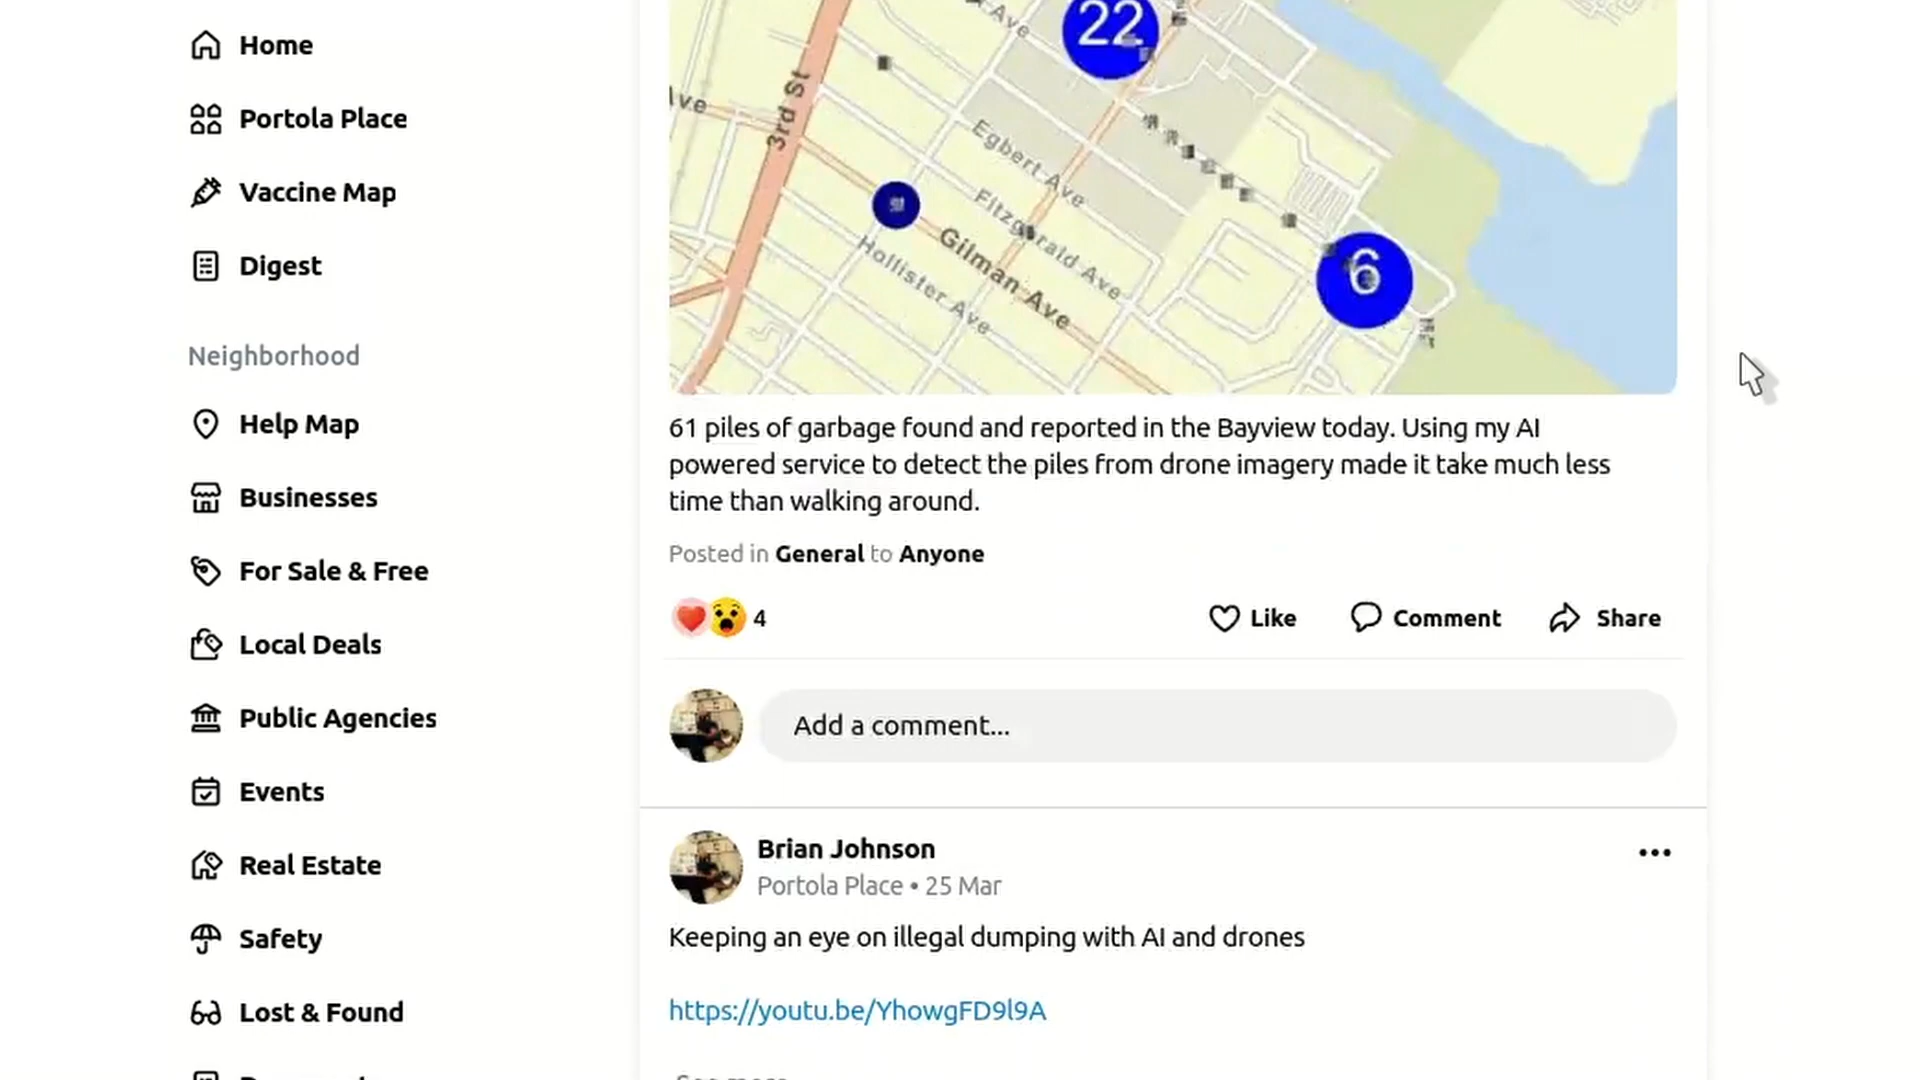 Home
Portola Place
Vaccine Map
Digest
Neighborhood
Help Map
Businesses
For Sale & Free
Local Deals
Public Agencies
Events
Real Estate
Safety
Lost & Found
22
Ave
Ave
3rd St
Egbert Ave
Fitzgerald Ave
Gilman Ave
Hollister Ave
6
61 piles of garbage found and reported in the Bayview today. Using my AI
powered service to detect the piles from drone imagery made it take much less
time than walking around.
Posted in General to Anyone
4
Like
Comment
Share
Add a comment...
Brian Johnson
Portola Place • 25 Mar
Keeping an eye on illegal dumping with AI and drones
https://youtu.be/YhowgFD9l9A